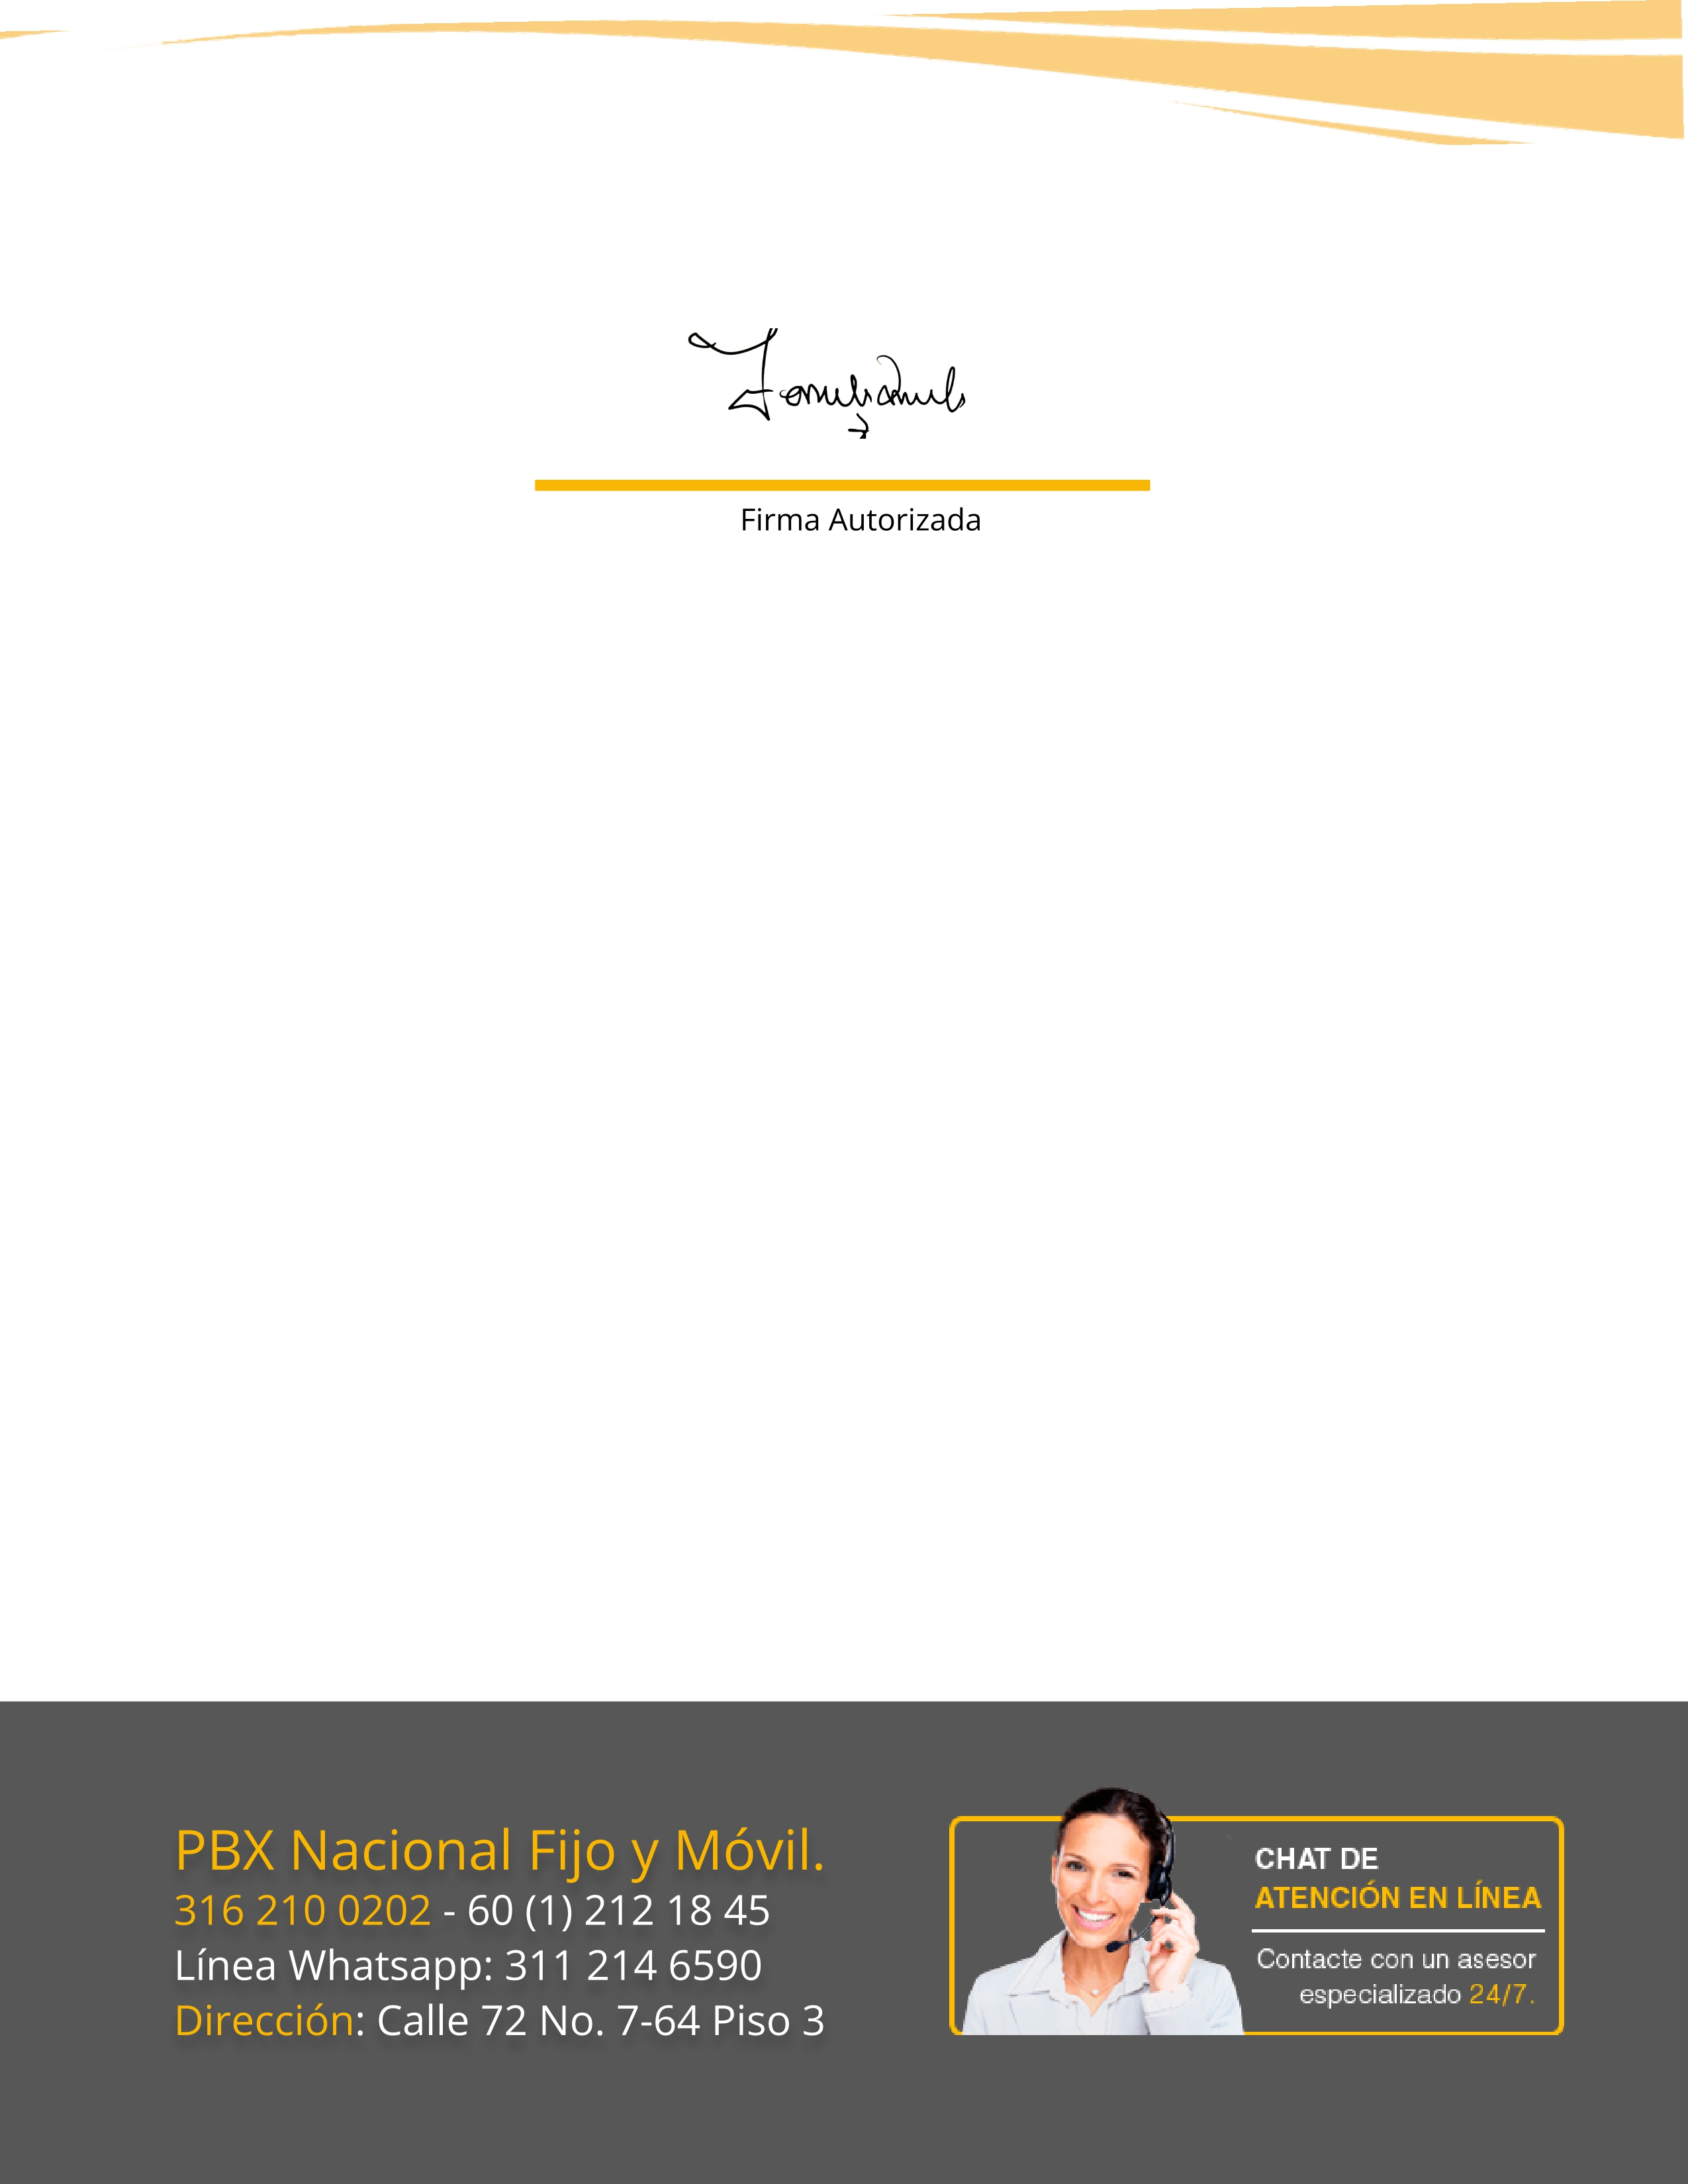 Firma Autorizada
PBX Nacional Fijo y Móvil.
316 210 0202 - 60 (1) 212 18 45
Línea Whatsapp: 311 214 6590
Dirección: Calle 72 No. 7-64 Piso 3
CHAT DE
ATENCIÓN EN LÍNEA
Contacte con un asesor
especializado 24/7.